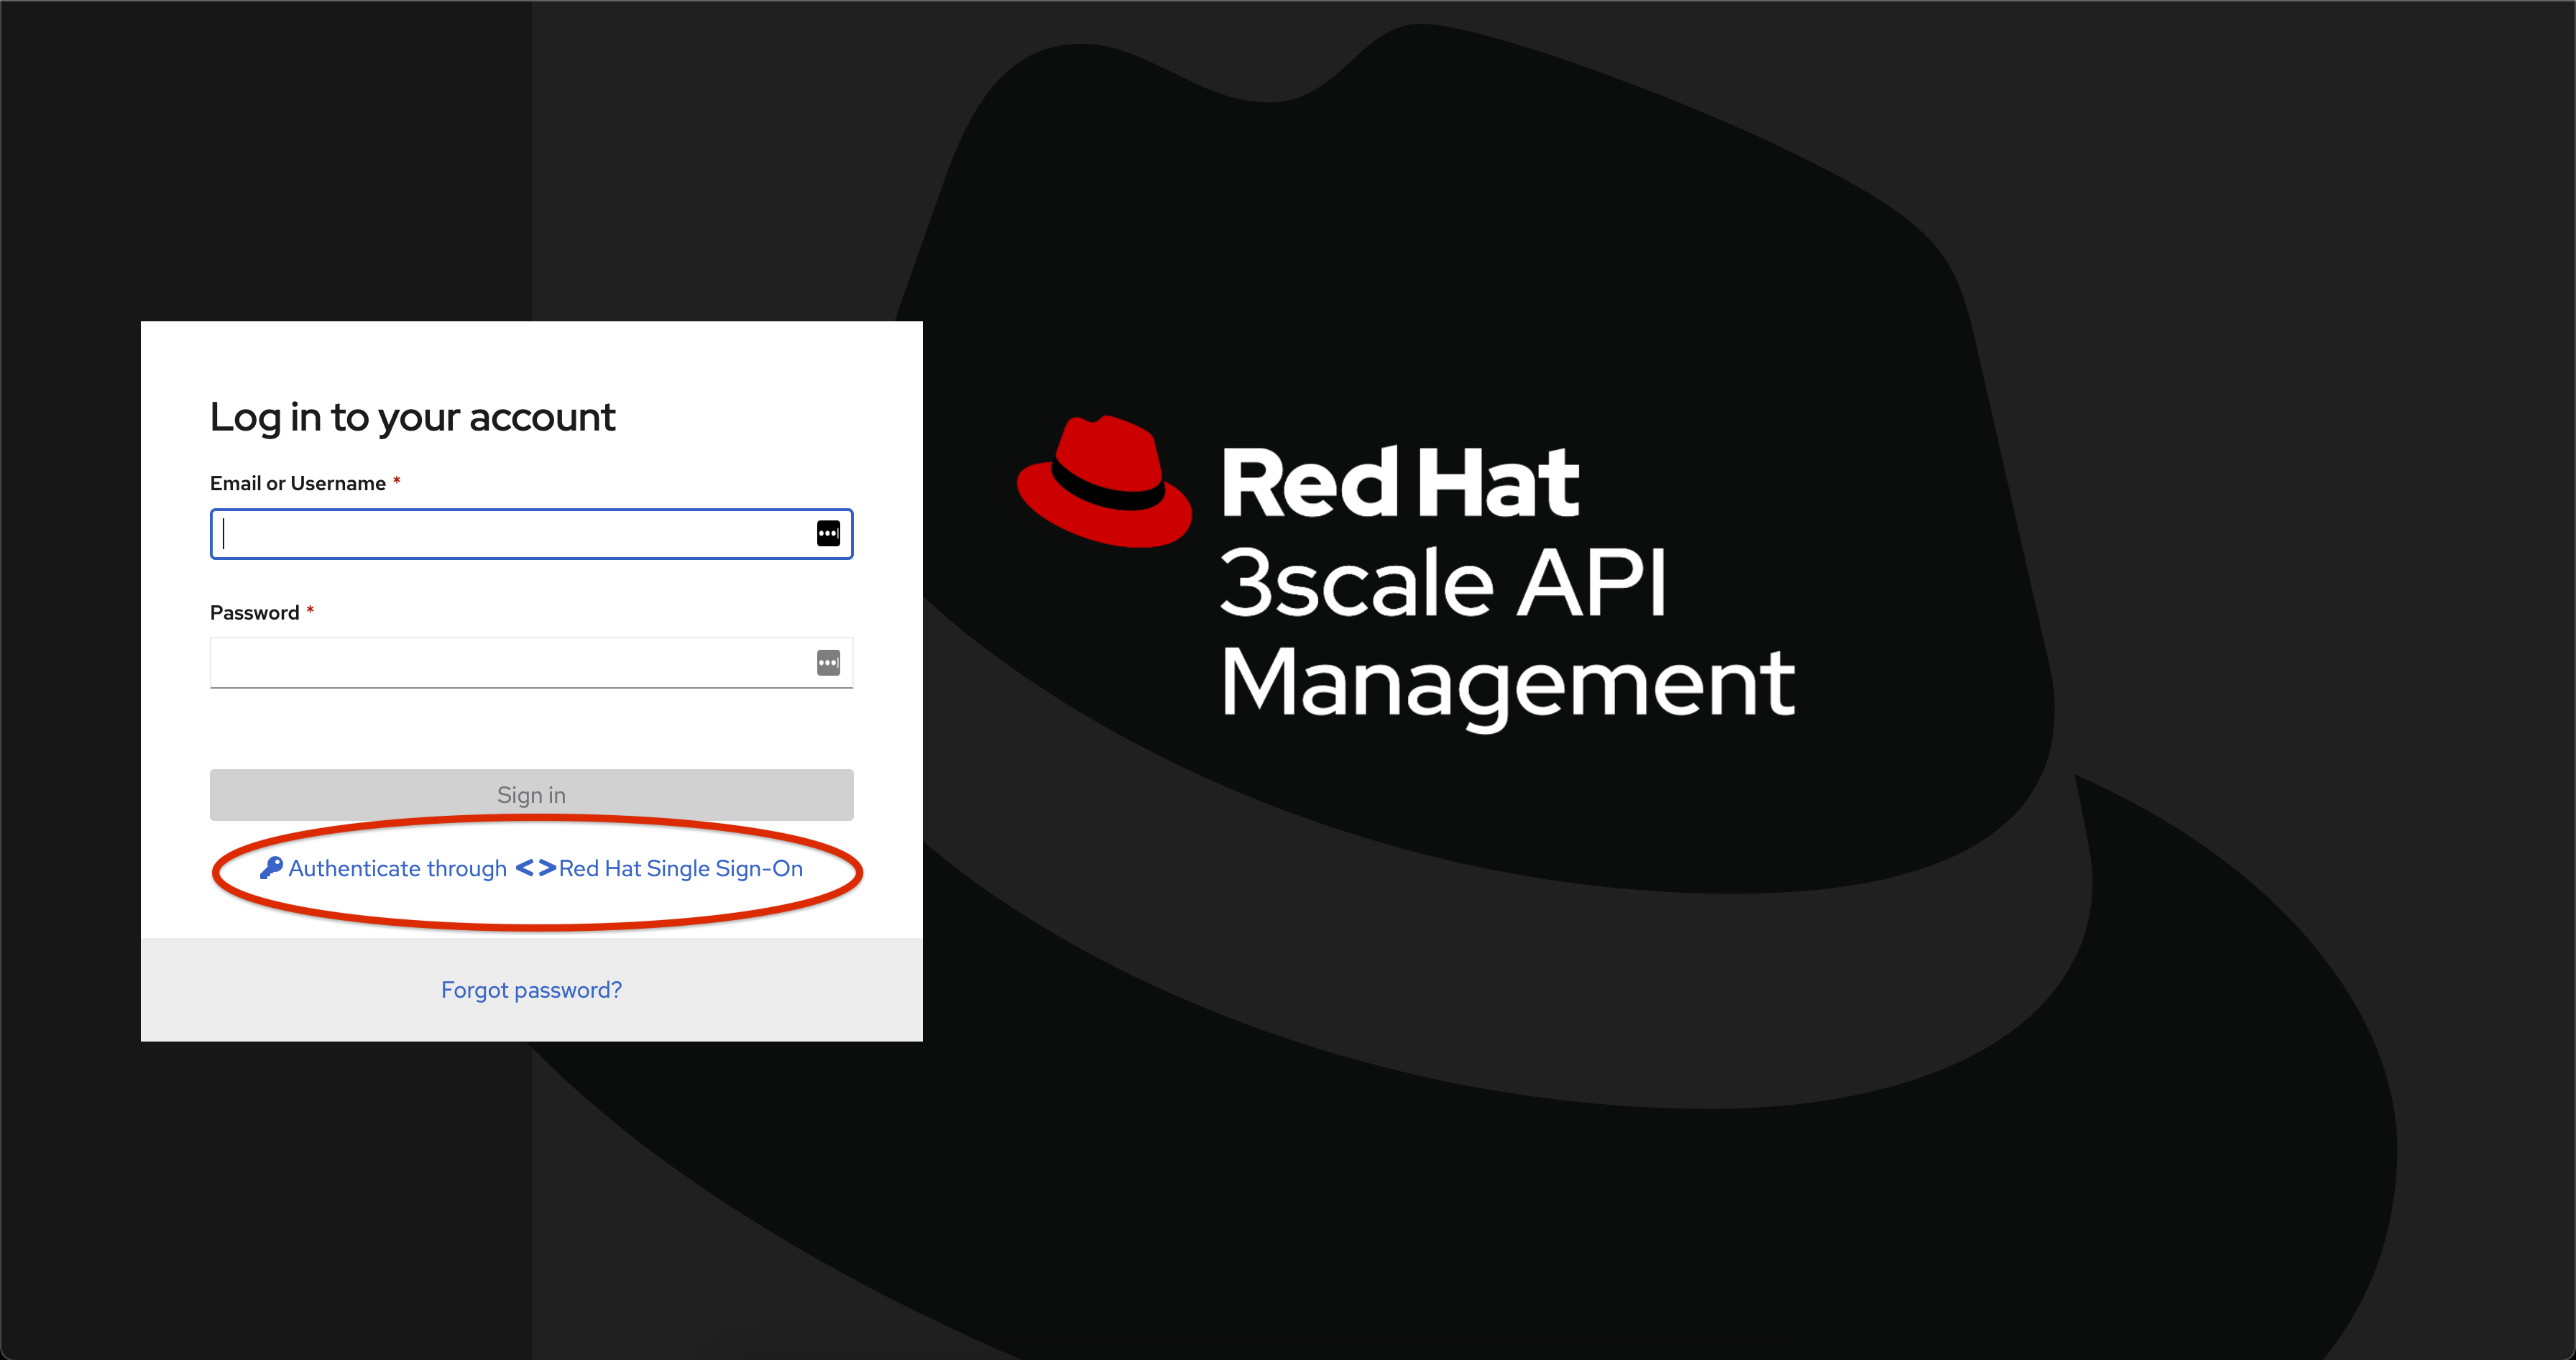 Log in to your account
Email or Username *
Password *
Sign in
Authenticate through <> Red Hat Single Sign-On
Forgot password?
Red Hat
3scale API
Management